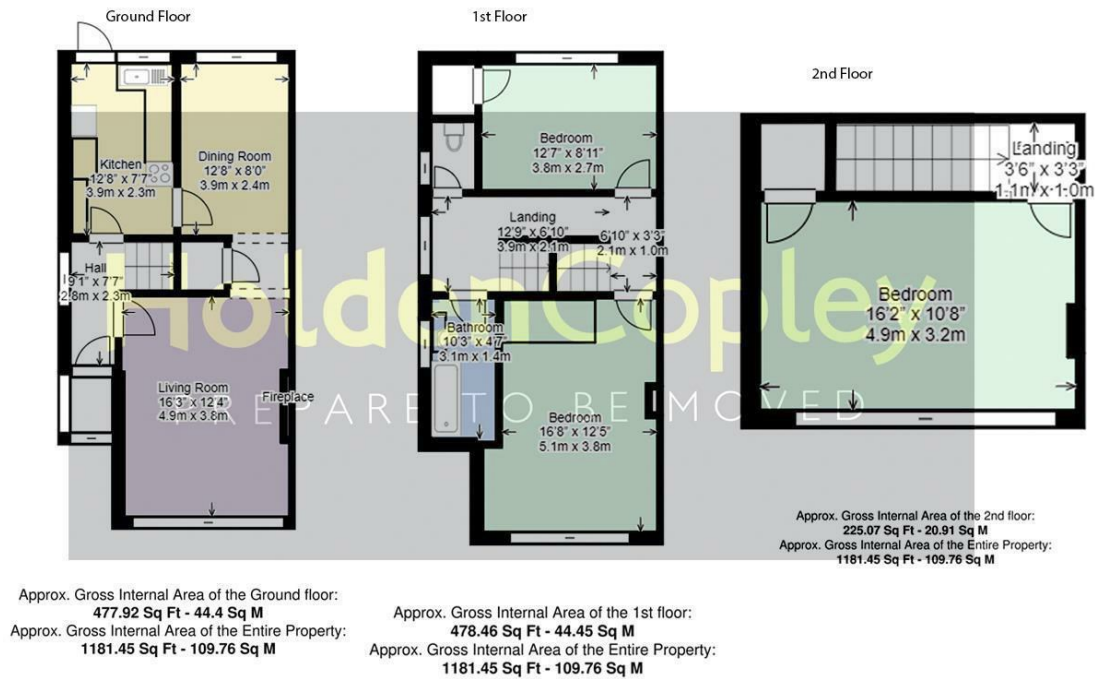 Ground Floor
1st Floor
2nd Floor
Kitchen
12'8" x 7'7"
3.9m x 2.3m
Dining Room
12'8" x 8'0"
3.9m x 2.4m
Hall
9'1" x 7'7"
2.8m x 2.3m
Living Room
16'3" x 12'4"
4.9m x 3.8m
Fireplace
Bedroom
12'7" x 8'11"
3.8m x 2.7m
Landing
12'9" x 6'10"
3.9m x 2.1m
6'10" x 3'3"
2.1m x 1.0m
Bathroom
10'3" x 4'7"
3.1m x 1.4m
Bedroom
16'8" x 12'5"
5.1m x 3.8m
Landing
3'6" x 3'3"
1.1m x 1.0m
Bedroom
16'2" x 10'8"
4.9m x 3.2m
HoldenCopley
PREPARE TO BE MOVED
Approx. Gross Internal Area of the Ground floor:
477.92 Sq Ft - 44.4 Sq M
Approx. Gross Internal Area of the Entire Property:
1181.45 Sq Ft - 109.76 Sq M
Approx. Gross Internal Area of the 1st floor:
478.46 Sq Ft - 44.45 Sq M
Approx. Gross Internal Area of the Entire Property:
1181.45 Sq Ft - 109.76 Sq M
Approx. Gross Internal Area of the 2nd floor:
225.07 Sq Ft - 20.91 Sq M
Approx. Gross Internal Area of the Entire Property:
1181.45 Sq Ft - 109.76 Sq M